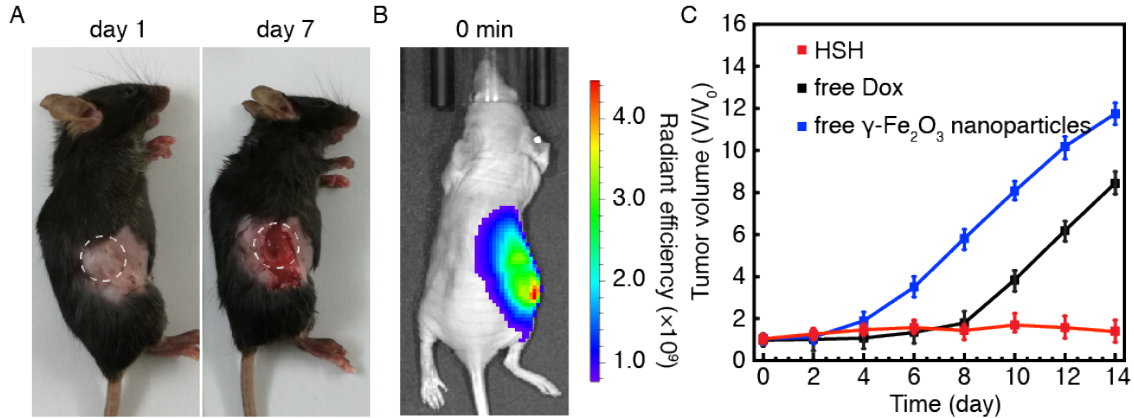 A
day 1
day 7
B
0 min
4.0
3.0
2.0
1.0
Radiant efficiency (×10⁹)
C
16
14
12
10
8
6
4
2
0
Tumor volume (V/V₀)
HSH
free Dox
free γ-Fe₂O₃ nanoparticles
0 2 4 6 8 10 12 14
Time (day)